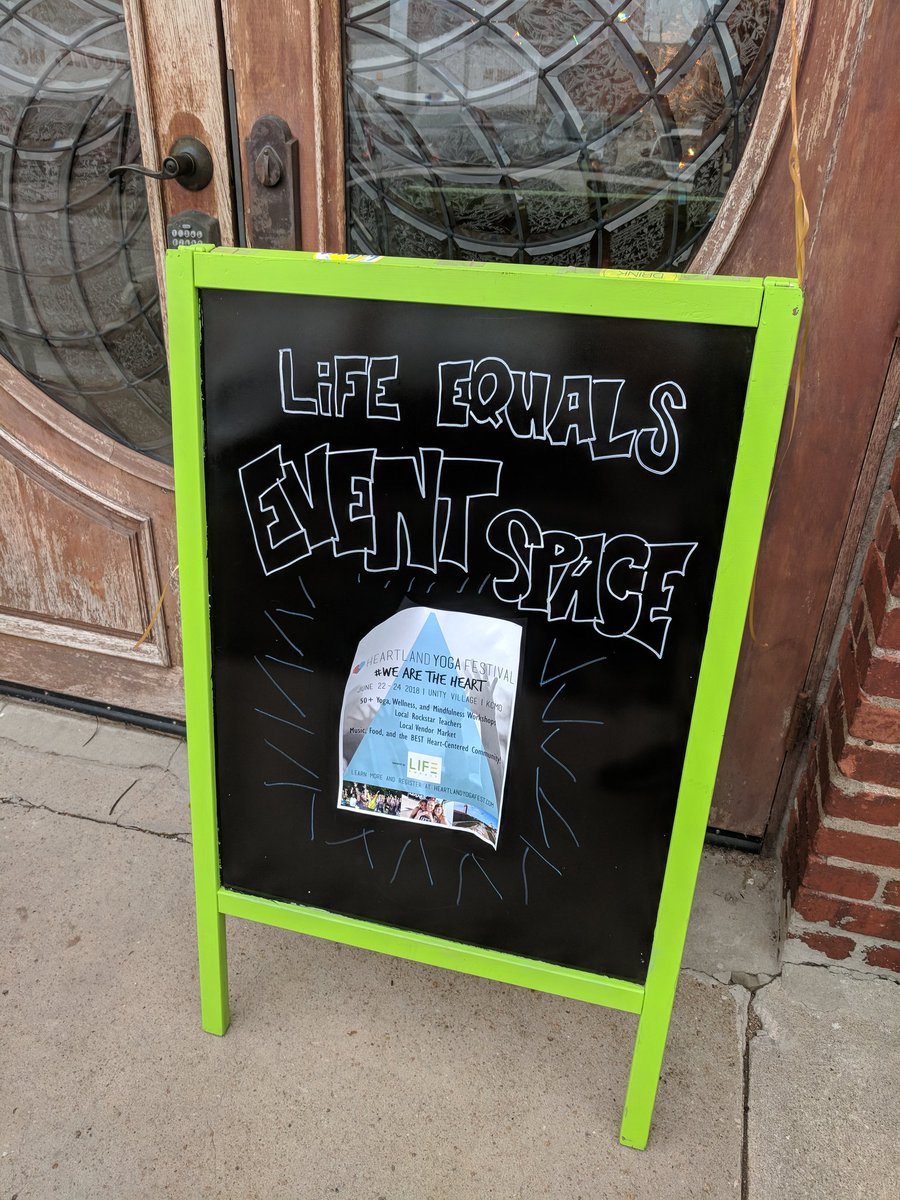 DRINK
LiFE EQUALS
EVENT
SPACE
HEARTLAND YOGA FESTIVAL
#WE ARE THE HEART
JUNE 22 - 24 2018 | UNITY VILLAGE | KCMO
50+ Yoga, Wellness, and Mindfulness Workshops
Local Rockstar Teachers
Local Vendor Market
Music, Food, and the BEST Heart-Centered Community
LIFE
LEARN MORE AND REGISTER AT HEARTLANDYOGAFEST.COM